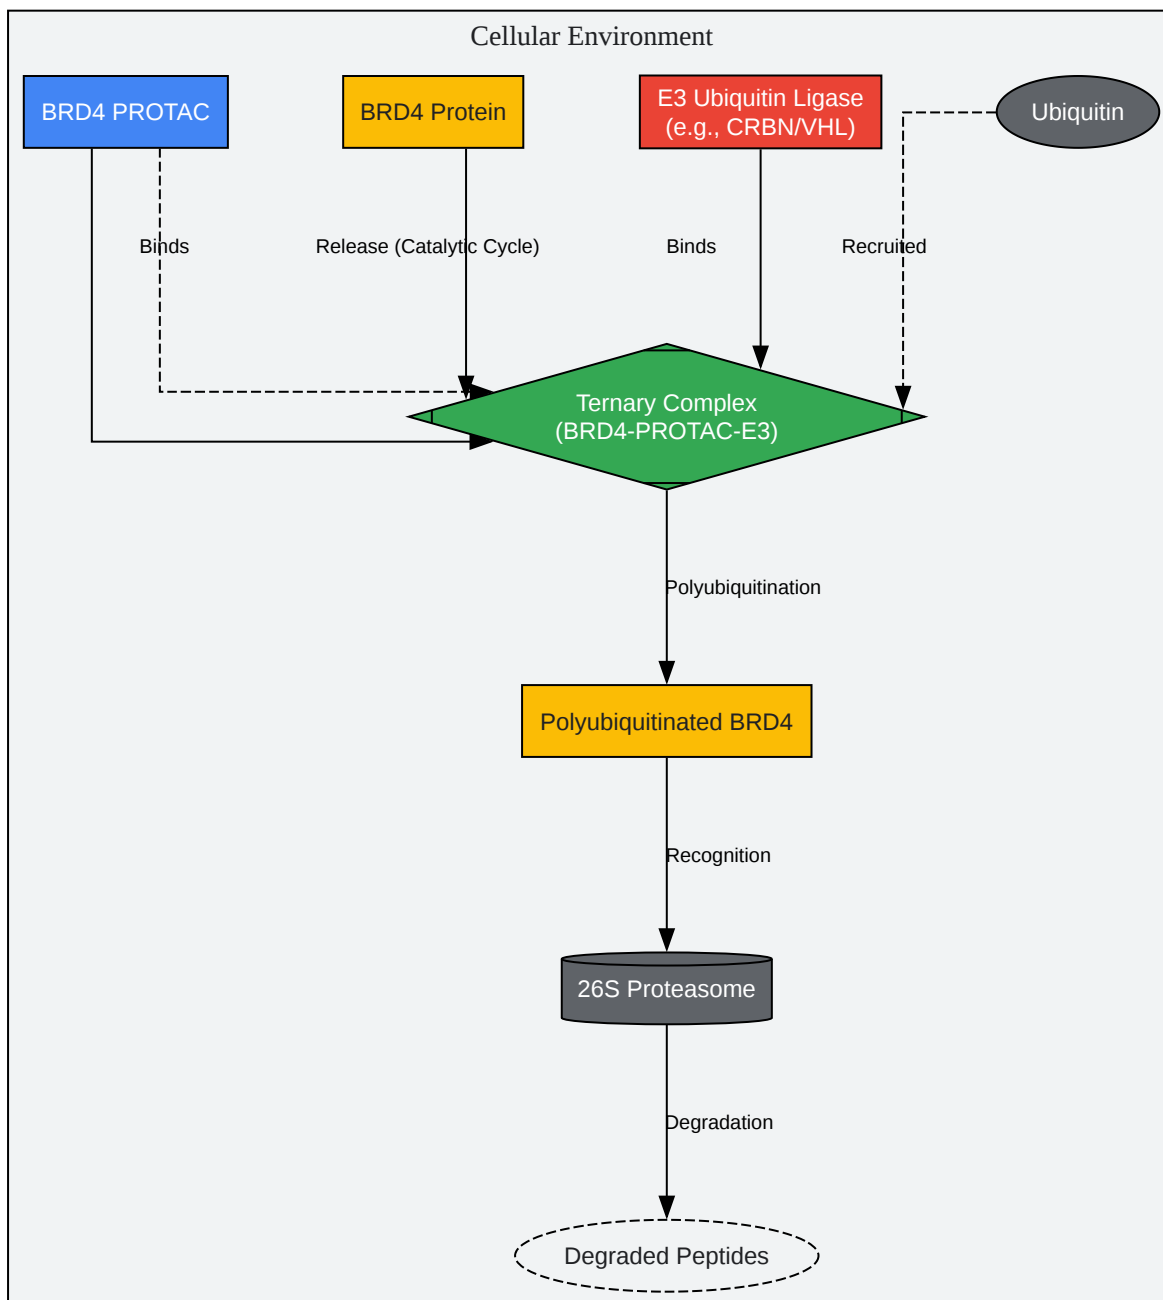 Cellular Environment
BRD4 PROTAC
BRD4 Protein
E3 Ubiquitin Ligase
(e.g., CRBN/VHL)
Ubiquitin
Binds
Release (Catalytic Cycle)
Binds
Recruited
Ternary Complex
(BRD4-PROTAC-E3)
Polyubiquitination
Polyubiquitinated BRD4
Recognition
26S Proteasome
Degradation
Degraded Peptides